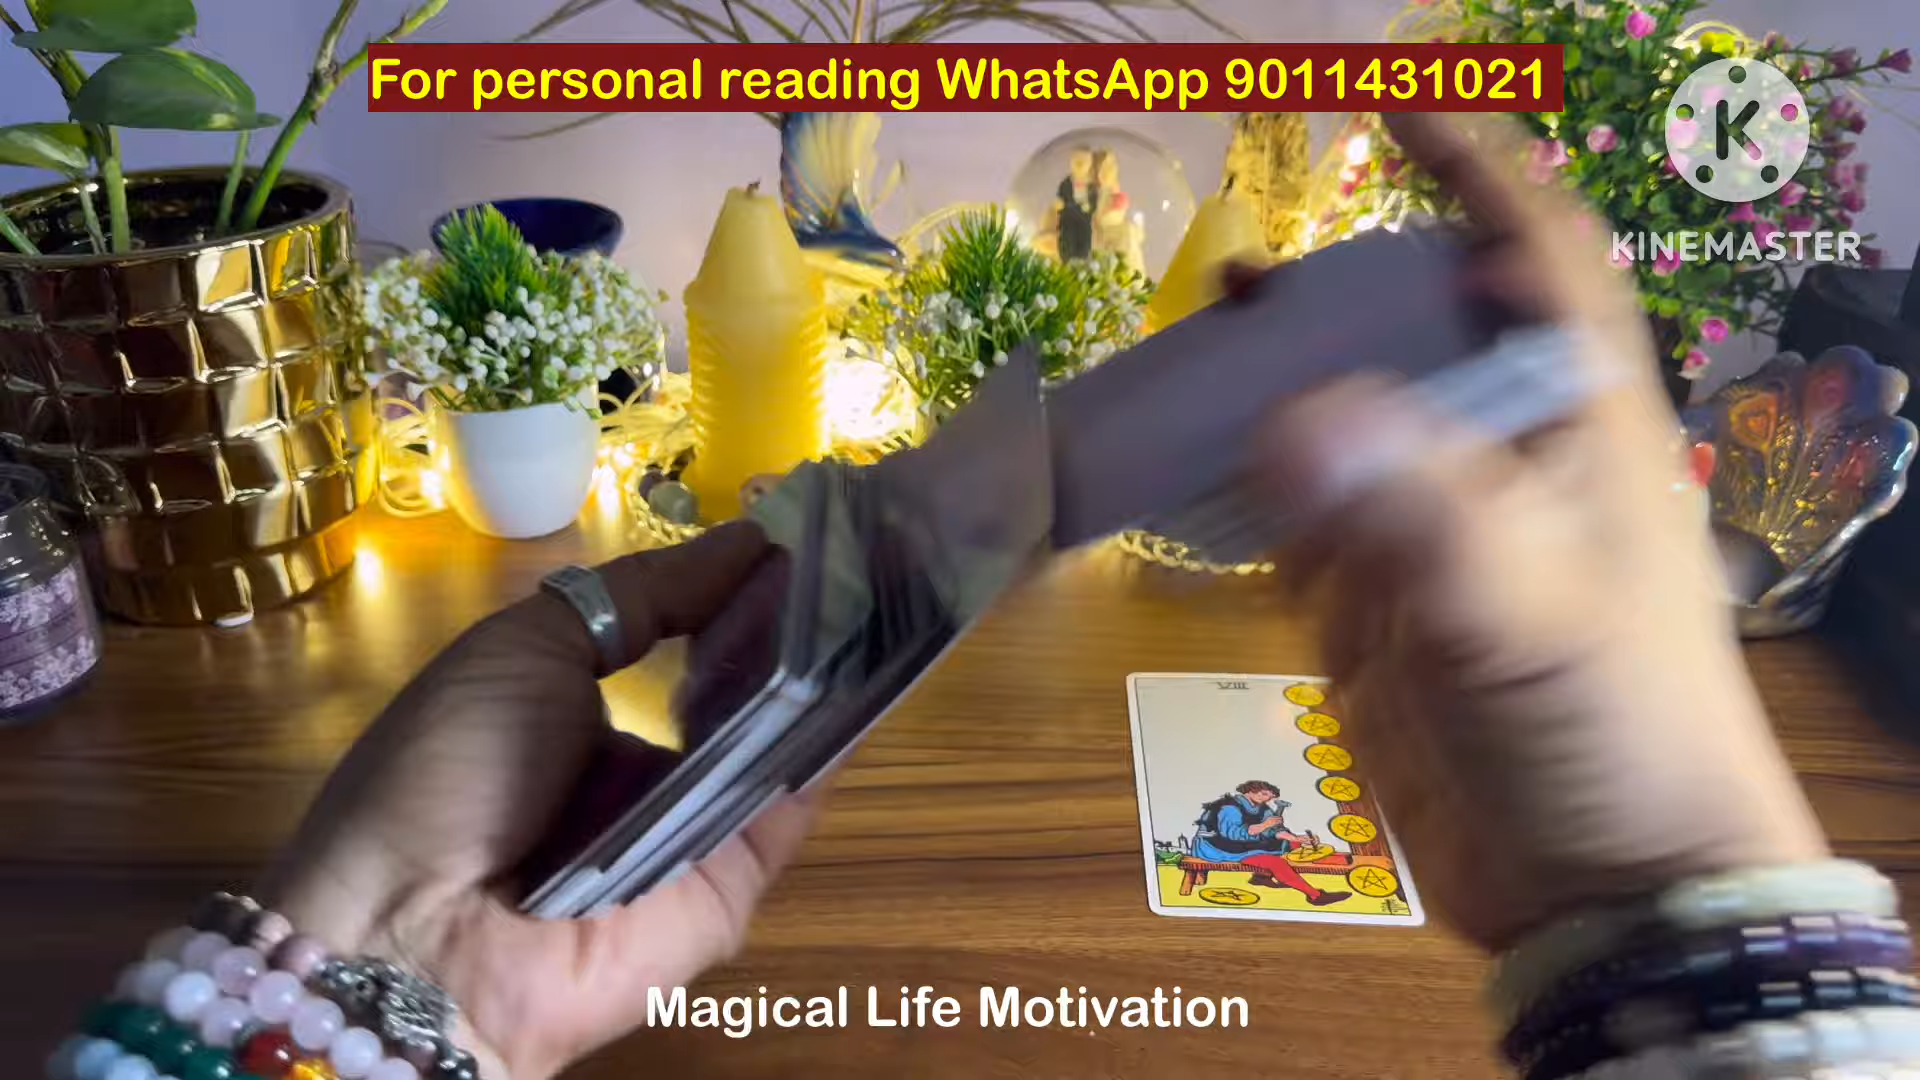 For personal reading WhatsApp 9011431021
K
KINEMASTER
VIII
Magical Life Motivation